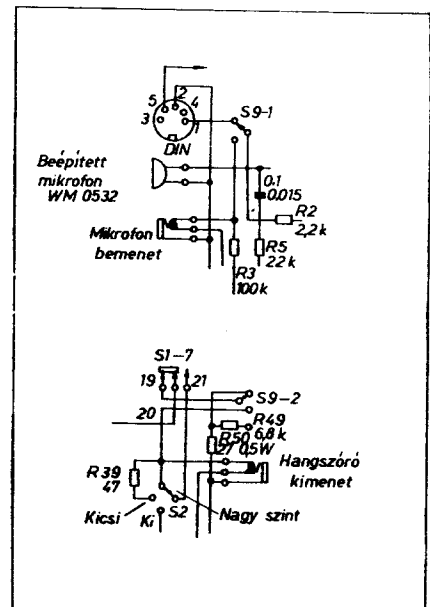 5 2
4
3 1
DIN
S9-1
Beépített
mikrofon
WM 0532
0,1
0,015
R2
2,2 k
Mikrofon
bemenet
R5
22 k
R3
100 k
S1-7
19 21
S9-2
20
R49
6,8 k
R50
27 0,5W
R39
47
Hangszóró
kimenet
Kicsi Ki S2 Nagy szint